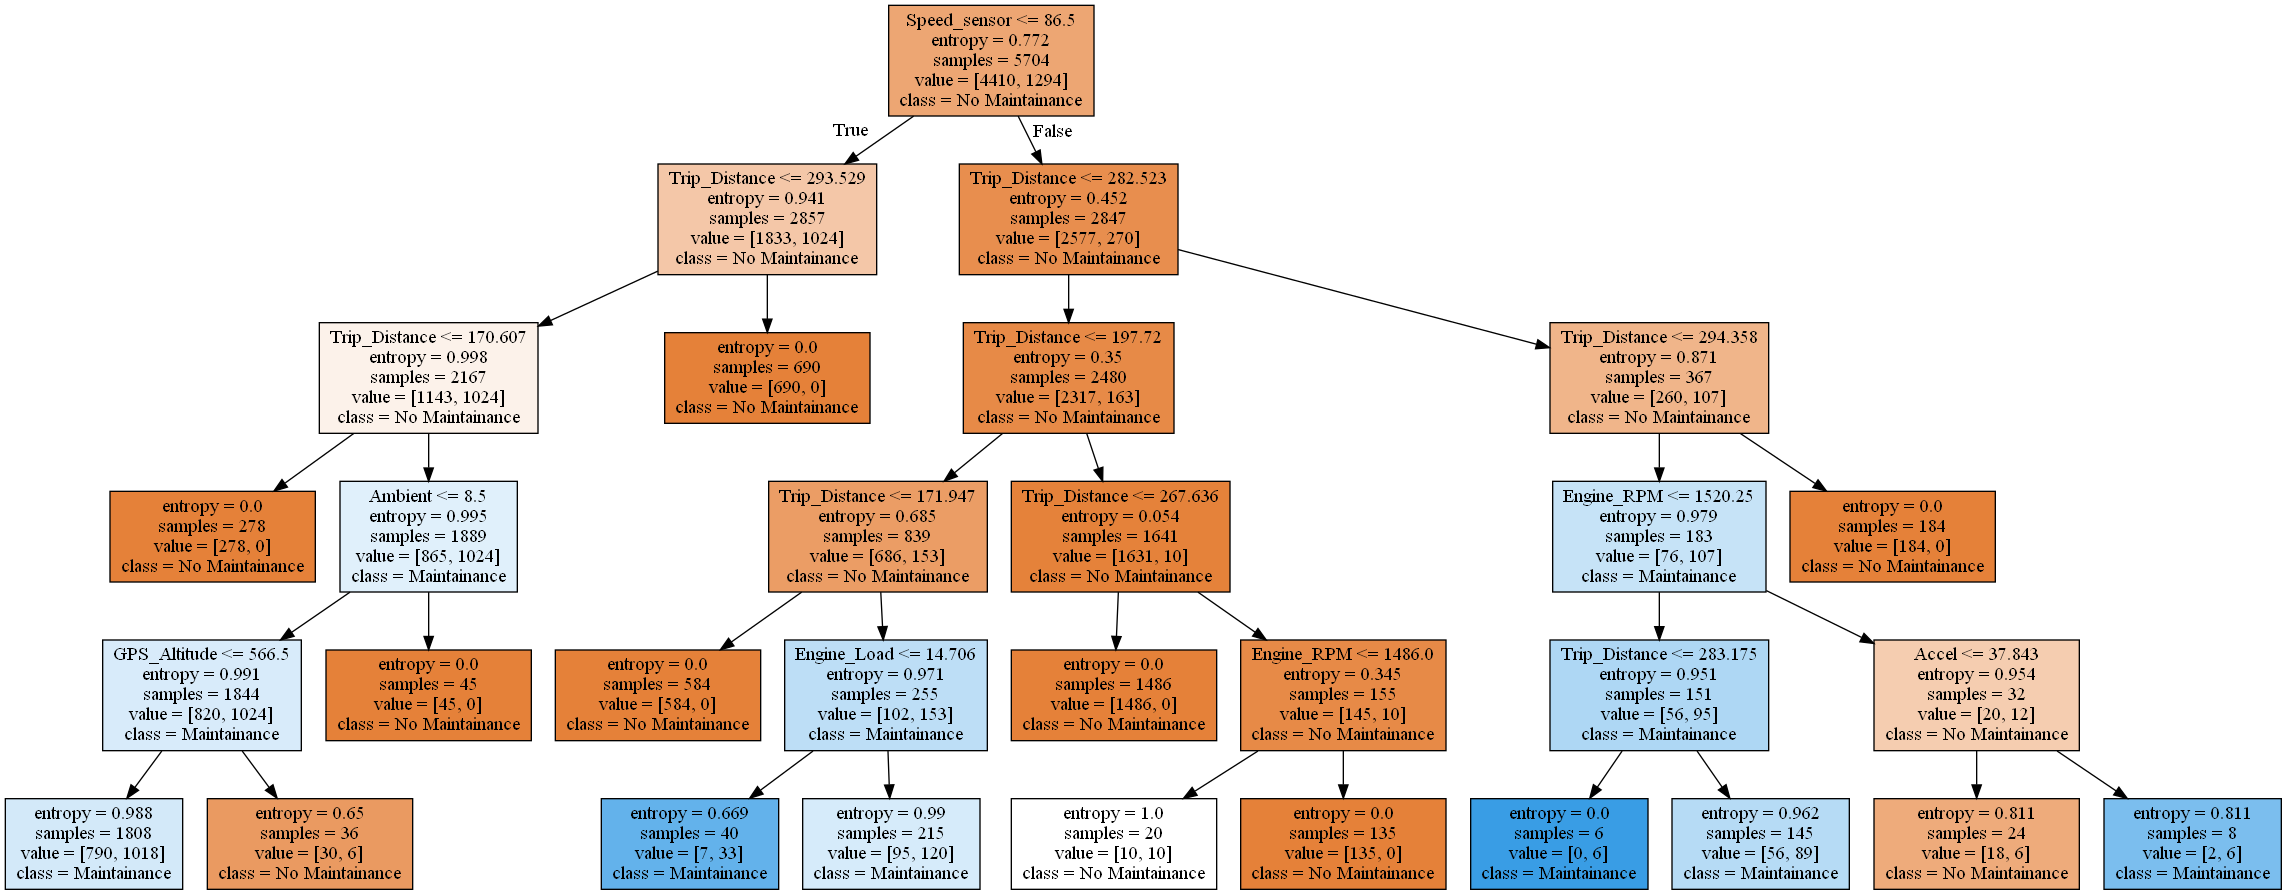 Speed_sensor <= 86.5
entropy = 0.772
samples = 5704
value = [4410, 1294]
class = No Maintainance
True
False
Trip_Distance <= 293.529
entropy = 0.941
samples = 2857
value = [1833, 1024]
class = No Maintainance
Trip_Distance <= 282.523
entropy = 0.452
samples = 2847
value = [2577, 270]
class = No Maintainance
Trip_Distance <= 170.607
entropy = 0.998
samples = 2167
value = [1143, 1024]
class = No Maintainance
entropy = 0.0
samples = 690
value = [690, 0]
class = No Maintainance
Trip_Distance <= 197.72
entropy = 0.35
samples = 2480
value = [2317, 163]
class = No Maintainance
Trip_Distance <= 294.358
entropy = 0.871
samples = 367
value = [260, 107]
class = No Maintainance
entropy = 0.0
samples = 278
value = [278, 0]
class = No Maintainance
Ambient <= 8.5
entropy = 0.995
samples = 1889
value = [865, 1024]
class = Maintainance
Trip_Distance <= 171.947
entropy = 0.685
samples = 839
value = [686, 153]
class = No Maintainance
Trip_Distance <= 267.636
entropy = 0.054
samples = 1641
value = [1631, 10]
class = No Maintainance
Engine_RPM <= 1520.25
entropy = 0.979
samples = 183
value = [76, 107]
class = Maintainance
entropy = 0.0
samples = 184
value = [184, 0]
class = No Maintainance
GPS_Altitude <= 566.5
entropy = 0.991
samples = 1844
value = [820, 1024]
class = Maintainance
entropy = 0.0
samples = 45
value = [45, 0]
class = No Maintainance
entropy = 0.0
samples = 584
value = [584, 0]
class = No Maintainance
Engine_Load <= 14.706
entropy = 0.971
samples = 255
value = [102, 153]
class = Maintainance
entropy = 0.0
samples = 1486
value = [1486, 0]
class = No Maintainance
Engine_RPM <= 1486.0
entropy = 0.345
samples = 155
value = [145, 10]
class = No Maintainance
Trip_Distance <= 283.175
entropy = 0.951
samples = 151
value = [56, 95]
class = Maintainance
Accel <= 37.843
entropy = 0.954
samples = 32
value = [20, 12]
class = No Maintainance
entropy = 0.988
samples = 1808
value = [790, 1018]
class = Maintainance
entropy = 0.65
samples = 36
value = [30, 6]
class = No Maintainance
entropy = 0.669
samples = 40
value = [7, 33]
class = Maintainance
entropy = 0.99
samples = 215
value = [95, 120]
class = Maintainance
entropy = 1.0
samples = 20
value = [10, 10]
class = No Maintainance
entropy = 0.0
samples = 135
value = [135, 0]
class = No Maintainance
entropy = 0.0
samples = 6
value = [0, 6]
class = Maintainance
entropy = 0.962
samples = 145
value = [56, 89]
class = Maintainance
entropy = 0.811
samples = 24
value = [18, 6]
class = No Maintainance
entropy = 0.811
samples = 8
value = [2, 6]
class = Maintainance